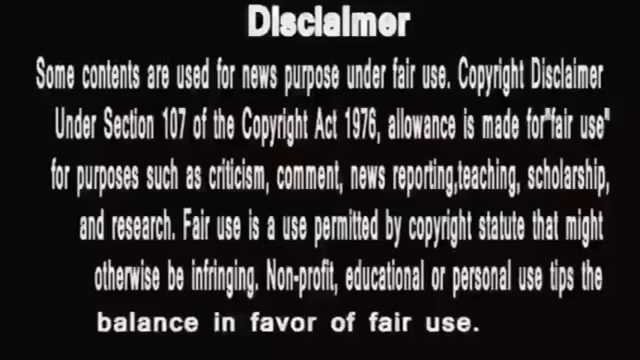 Disclaimer
Some contents are used for news purpose under fair use. Copyright Disclaimer
Under Section 107 of the Copyright Act 1976, allowance is made for"fair use"
for purposes such as criticism, comment, news reporting,teaching, scholarship,
and research. Fair use is a use permitted by copyright statute that might
otherwise be infringing. Non-profit, educational or personal use tips the
balance in favor of fair use.